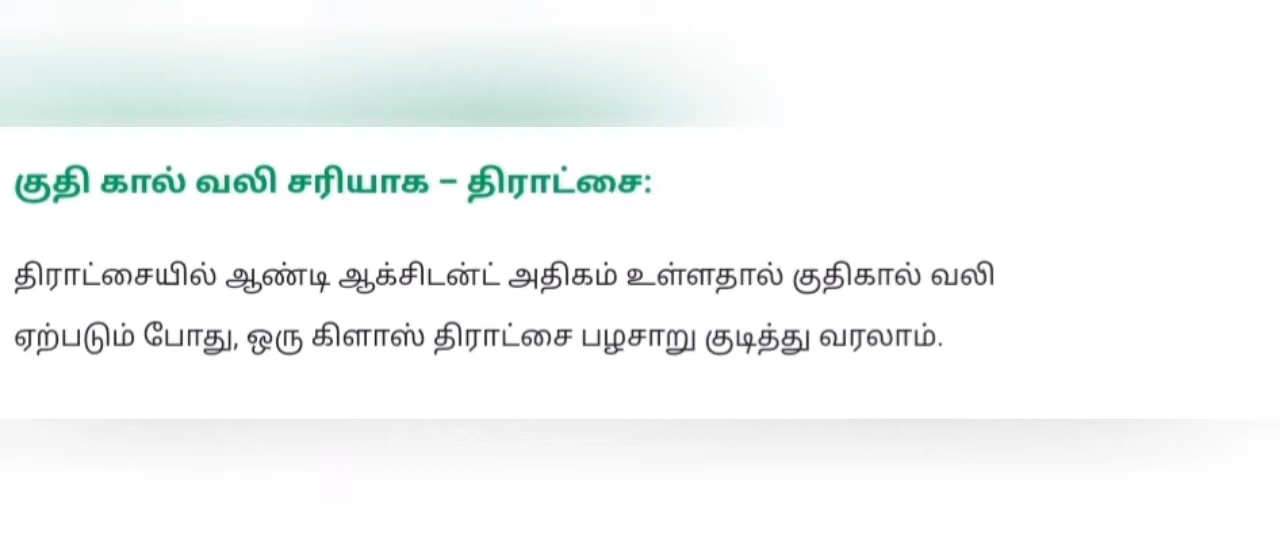 குதி கால் வலி சரியாக – திராட்சை:
திராட்சையில் ஆண்டி ஆக்சிடன்ட் அதிகம் உள்ளதால் குதிகால் வலி
ஏற்படும் போது, ஒரு கிளாஸ் திராட்சை பழசாறு குடித்து வரலாம்.